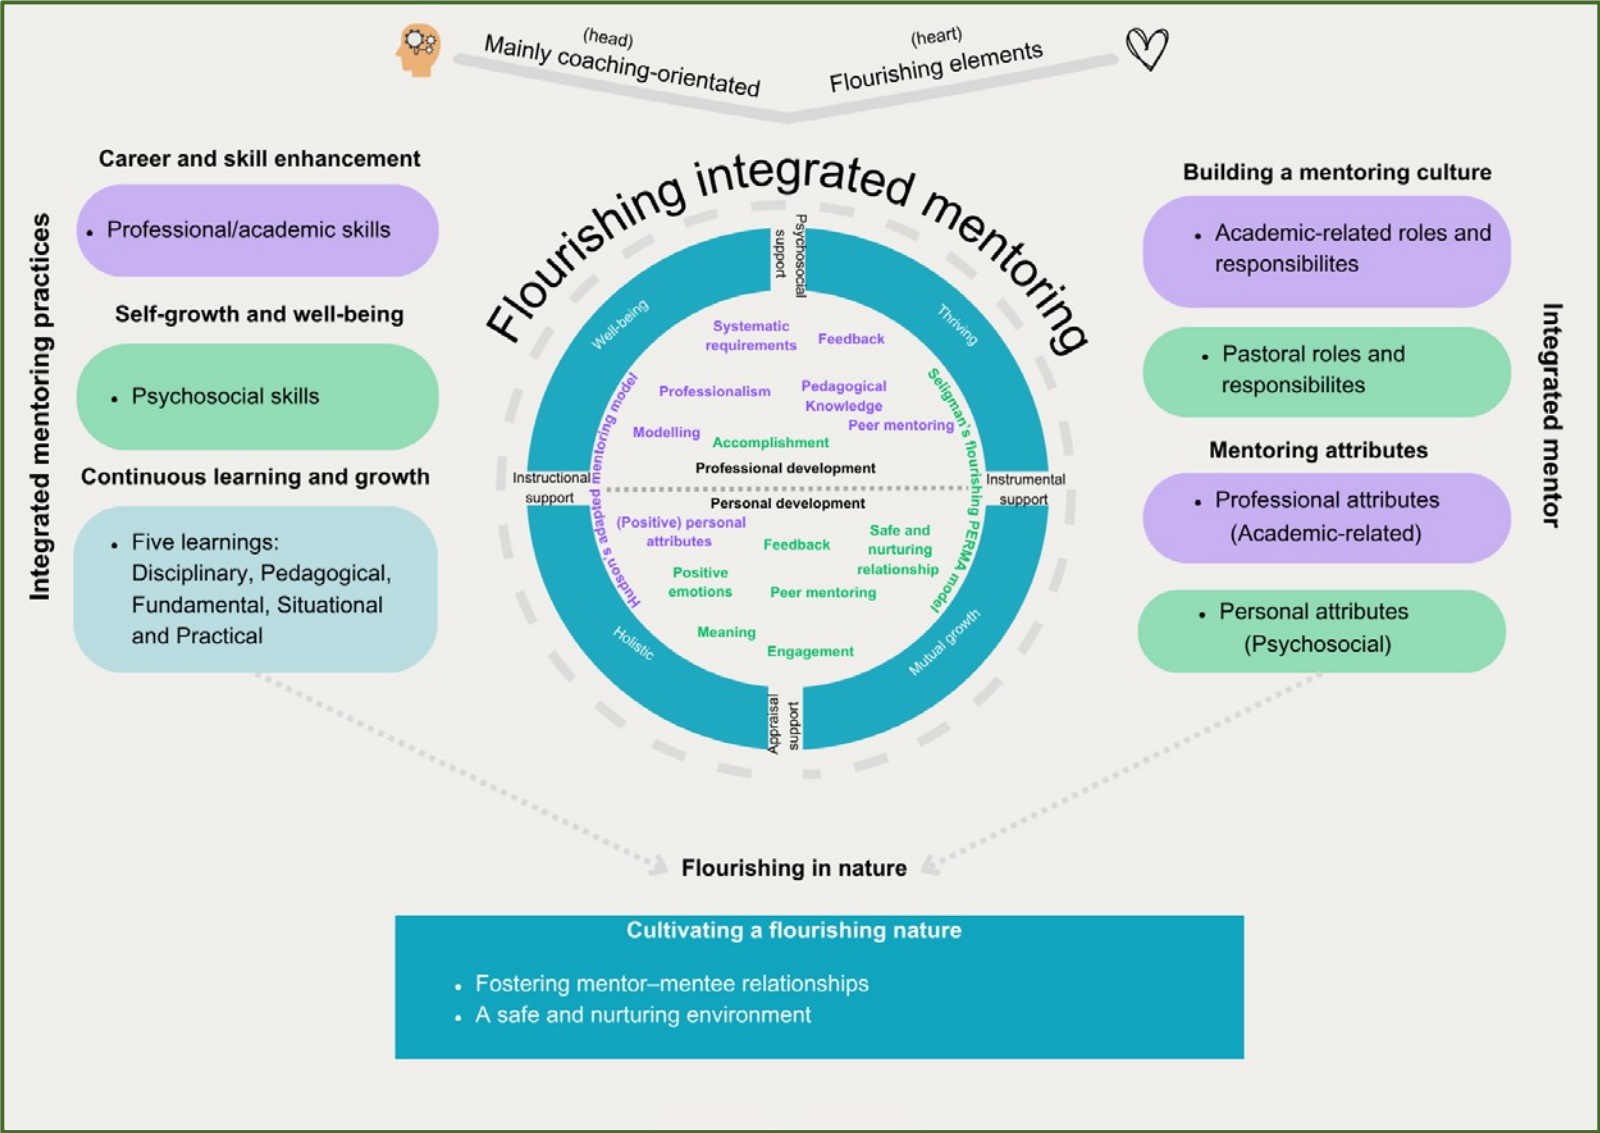 (head)
Mainly coaching-orientated
(heart)
Flourishing elements
Flourishing integrated mentoring
Integrated mentoring practices
Career and skill enhancement
• Professional/academic skills
Self-growth and well-being
• Psychosocial skills
Continuous learning and growth
• Five learnings:
Disciplinary, Pedagogical,
Fundamental, Situational
and Practical
Psychosocial
support
Well-being
Thriving
Instructional
support
Instrumental
support
Holistic
Mutual growth
Appraisal
support
Hudson's adapted mentoring model
Seligman's flourishing PERMA model
Systematic
requirements
Feedback
Professionalism
Pedagogical
Knowledge
Modelling
Peer mentoring
Accomplishment
Professional development
Personal development
(Positive) personal
attributes
Feedback
Safe and
nurturing
relationship
Positive
emotions
Peer mentoring
Meaning
Engagement
Building a mentoring culture
• Academic-related roles and
responsibilites
• Pastoral roles and
responsibilites
Mentoring attributes
• Professional attributes
(Academic-related)
• Personal attributes
(Psychosocial)
Integrated mentor
Flourishing in nature
Cultivating a flourishing nature
• Fostering mentor–mentee relationships
• A safe and nurturing environment